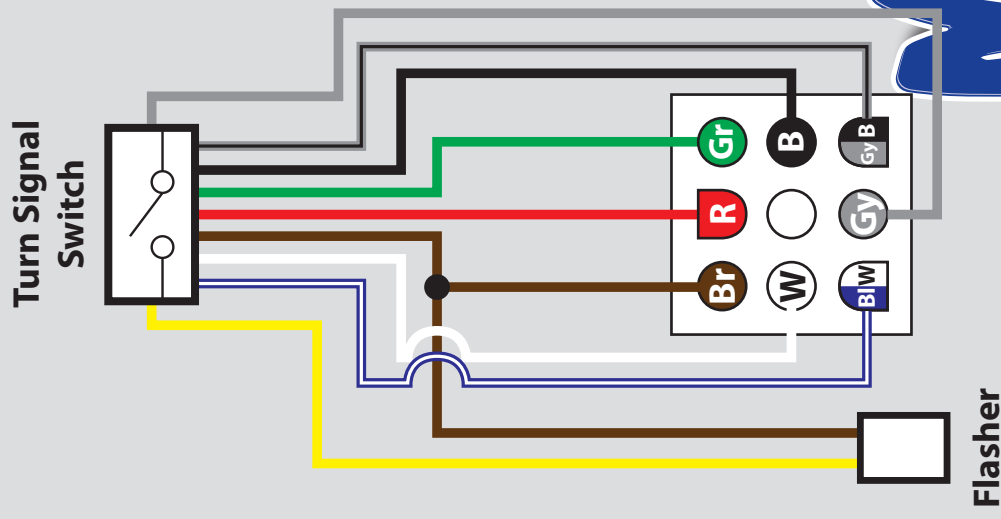 Turn Signal
Switch
Gr
B
Gy B
R
Gy
Br
W
Bl W
Flasher